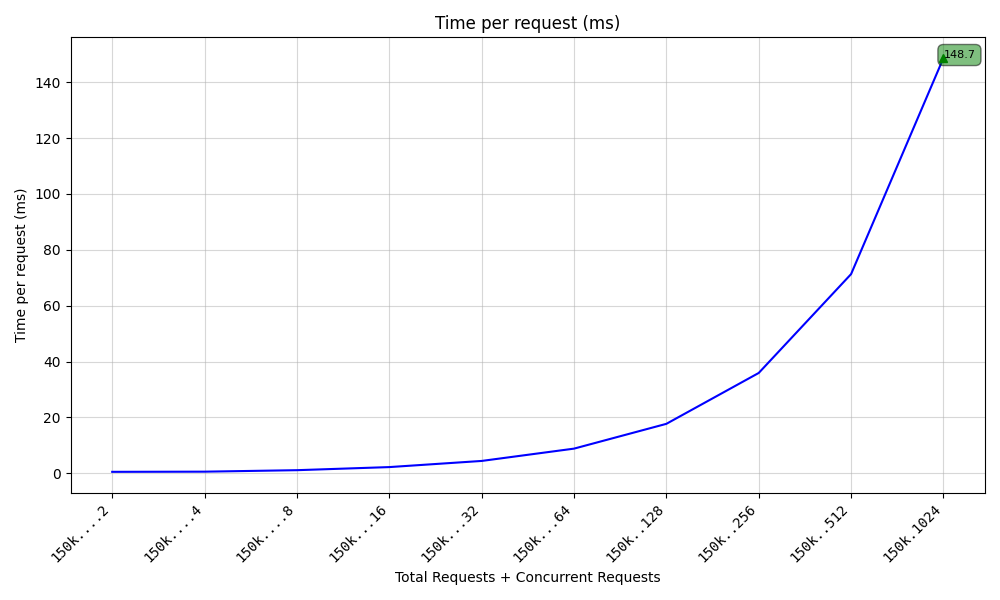 Time per request (ms)
148.7
140
120
100
80
60
40
20
0
Time per request (ms)
150k....2
150k....4
150k....8
150k...16
150k...32
150k...64
150k..128
150k..256
150k..512
150k.1024
Total Requests + Concurrent Requests